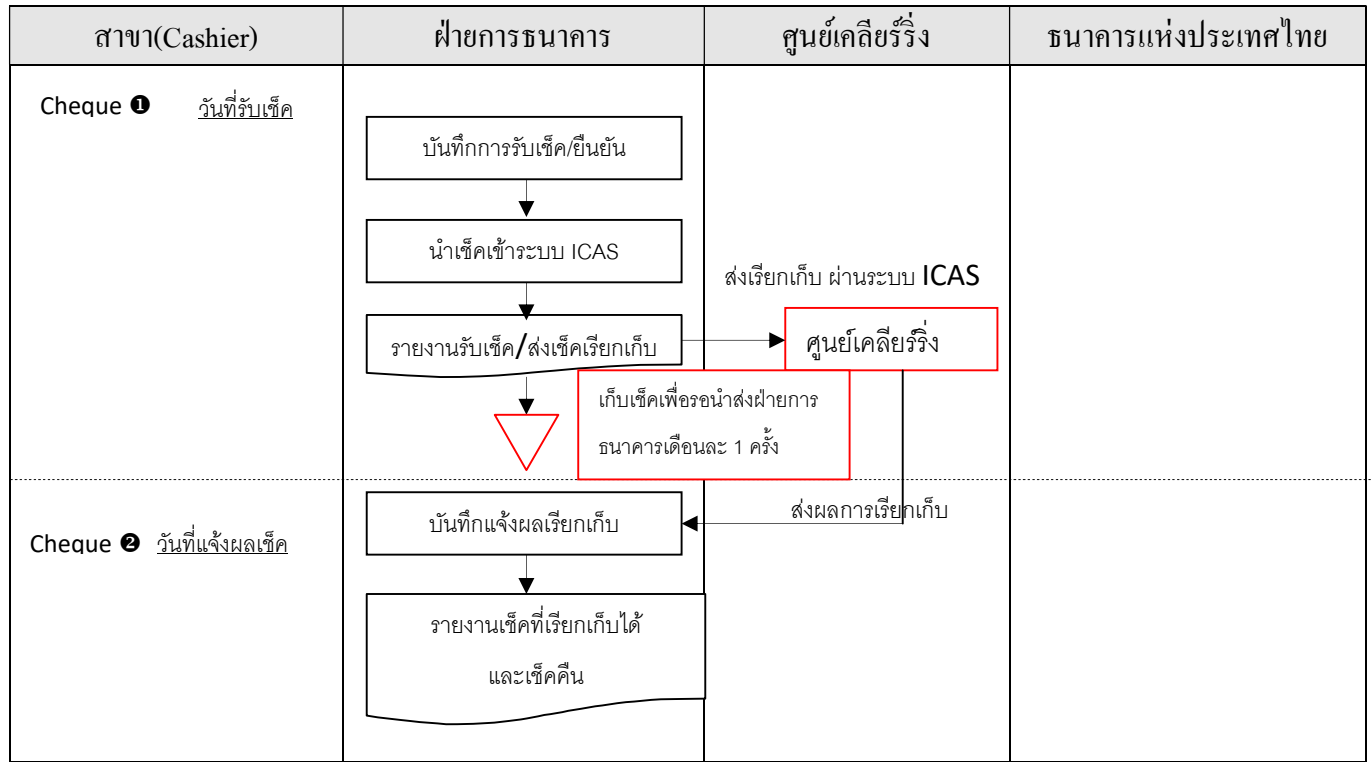 สาขา(Cashier)
ฝ่ายการธนาคาร
ศูนย์เคลียร์ริ่ง
ธนาคารแห่งประเทศไทย
Cheque ❶ วันที่รับเช็ค
บันทึกการรับเช็ค/ยืนยัน
นำเช็คเข้าระบบ ICAS
ส่งเรียกเก็บ ผ่านระบบ ICAS
รายงานรับเช็ค/ส่งเช็คเรียกเก็บ
ศูนย์เคลียร์ริ่ง
เก็บเช็คเพื่อรอนำส่งฝ่ายการ
ธนาคารเดือนละ 1 ครั้ง
Cheque ❷ วันที่แจ้งผลเช็ค
บันทึกแจ้งผลเรียกเก็บ
ส่งผลการเรียกเก็บ
รายงานเช็คที่เรียกเก็บได้
และเช็คคืน